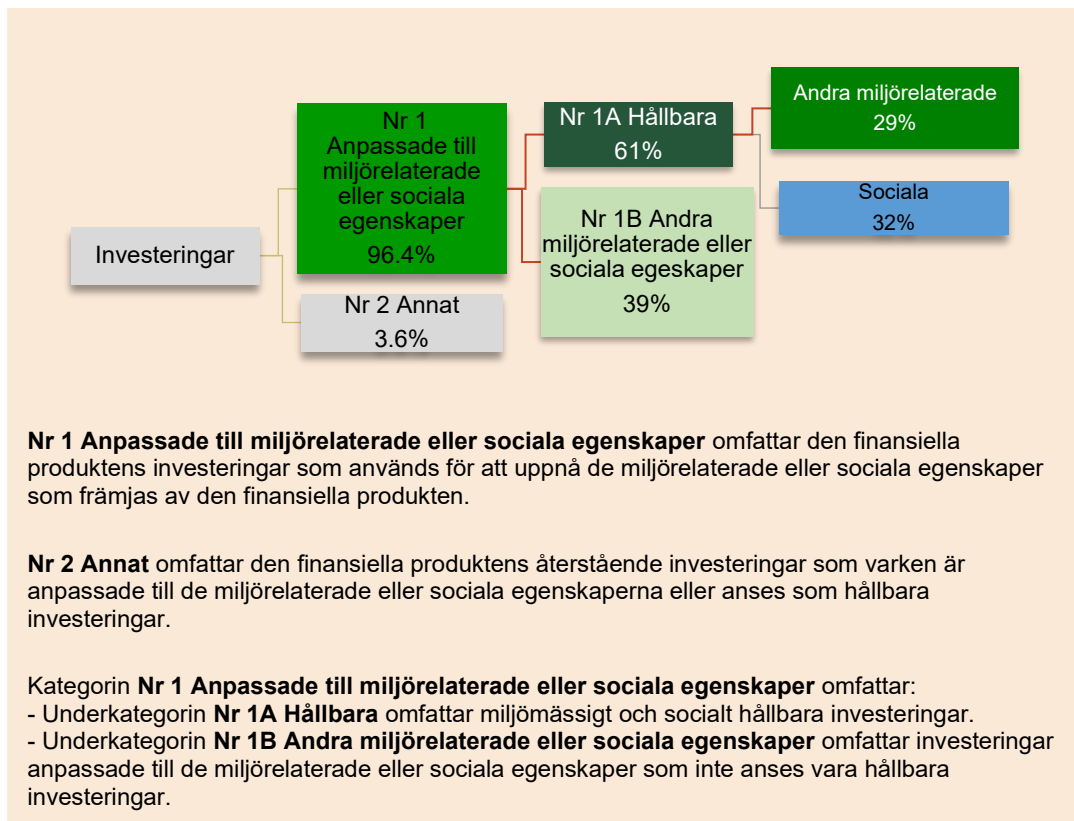 Investeringar
Nr 1
Anpassade till
miljörelaterade
eller sociala
egenskaper
96.4%
Nr 2 Annat
3.6%
Nr 1A Hållbara
61%
Nr 1B Andra
miljörelaterade eller
sociala egeskaper
39%
Andra miljörelaterade
29%
Sociala
32%
Nr 1 Anpassade till miljörelaterade eller sociala egenskaper omfattar den finansiella
produktens investeringar som används för att uppnå de miljörelaterade eller sociala egenskaper
som främjas av den finansiella produkten.
Nr 2 Annat omfattar den finansiella produktens återstående investeringar som varken är
anpassade till de miljörelaterade eller sociala egenskaperna eller anses som hållbara
investeringar.
Kategorin Nr 1 Anpassade till miljörelaterade eller sociala egenskaper omfattar:
- Underkategorin Nr 1A Hållbara omfattar miljömässigt och socialt hållbara investeringar.
- Underkategorin Nr 1B Andra miljörelaterade eller sociala egenskaper omfattar investeringar
anpassade till de miljörelaterade eller sociala egenskaper som inte anses vara hållbara
investeringar.